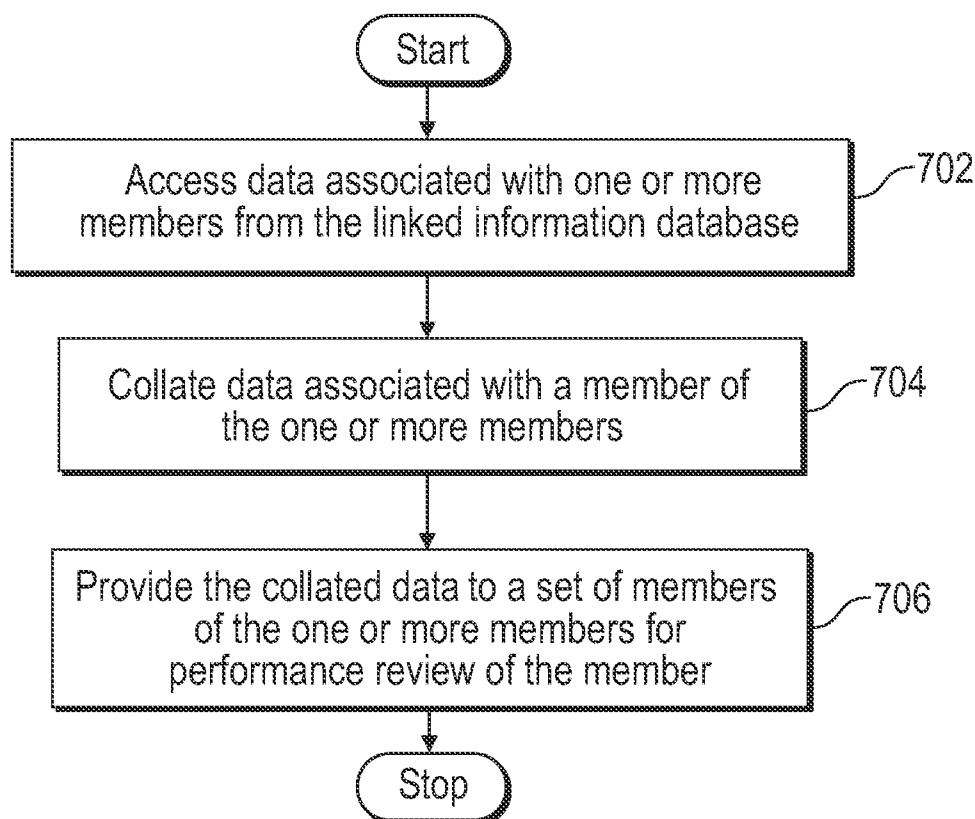 Start
Access data associated with one or more
members from the linked information database
702
Collate data associated with a member of
the one or more members
704
Provide the collated data to a set of members
of the one or more members for
performance review of the member
706
Stop